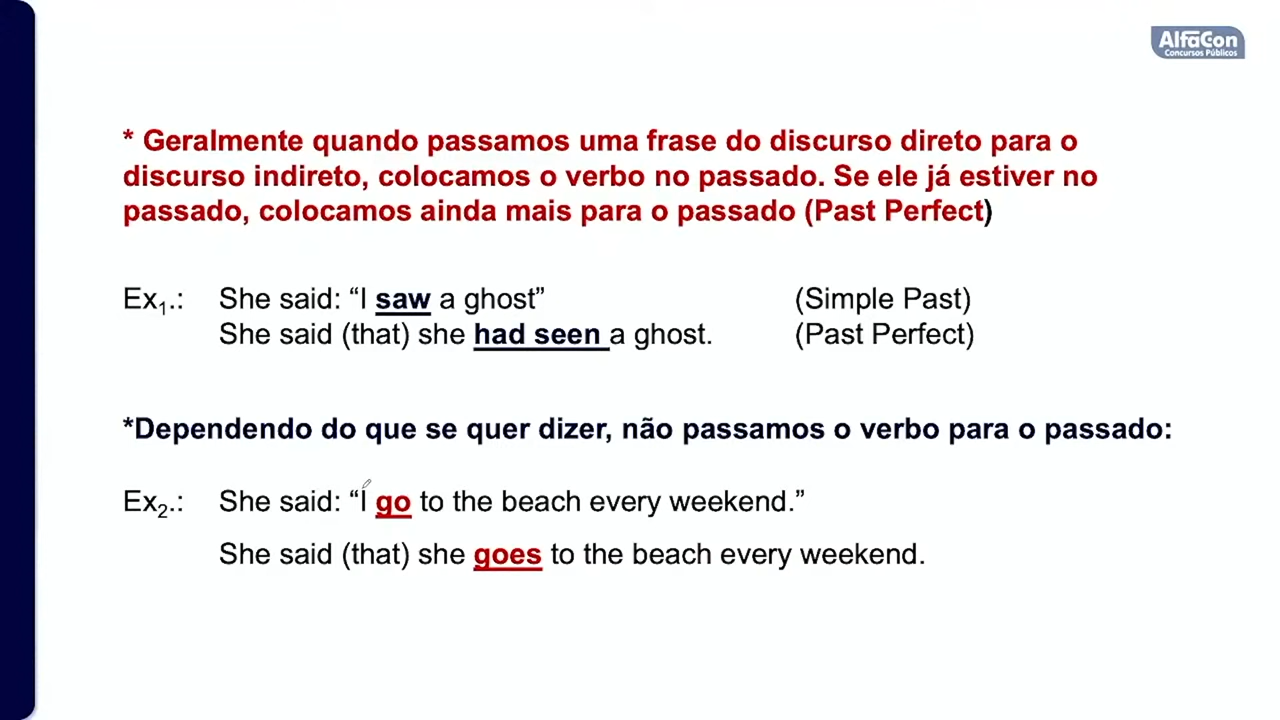 AlfaCon
Concursos Públicos
* Geralmente quando passamos uma frase do discurso direto para o
discurso indireto, colocamos o verbo no passado. Se ele já estiver no
passado, colocamos ainda mais para o passado (Past Perfect)
Ex₁.: She said: “I saw a ghost” (Simple Past)
She said (that) she had seen a ghost. (Past Perfect)
*Dependendo do que se quer dizer, não passamos o verbo para o passado:
Ex₂.: She said: “I go to the beach every weekend.”
She said (that) she goes to the beach every weekend.